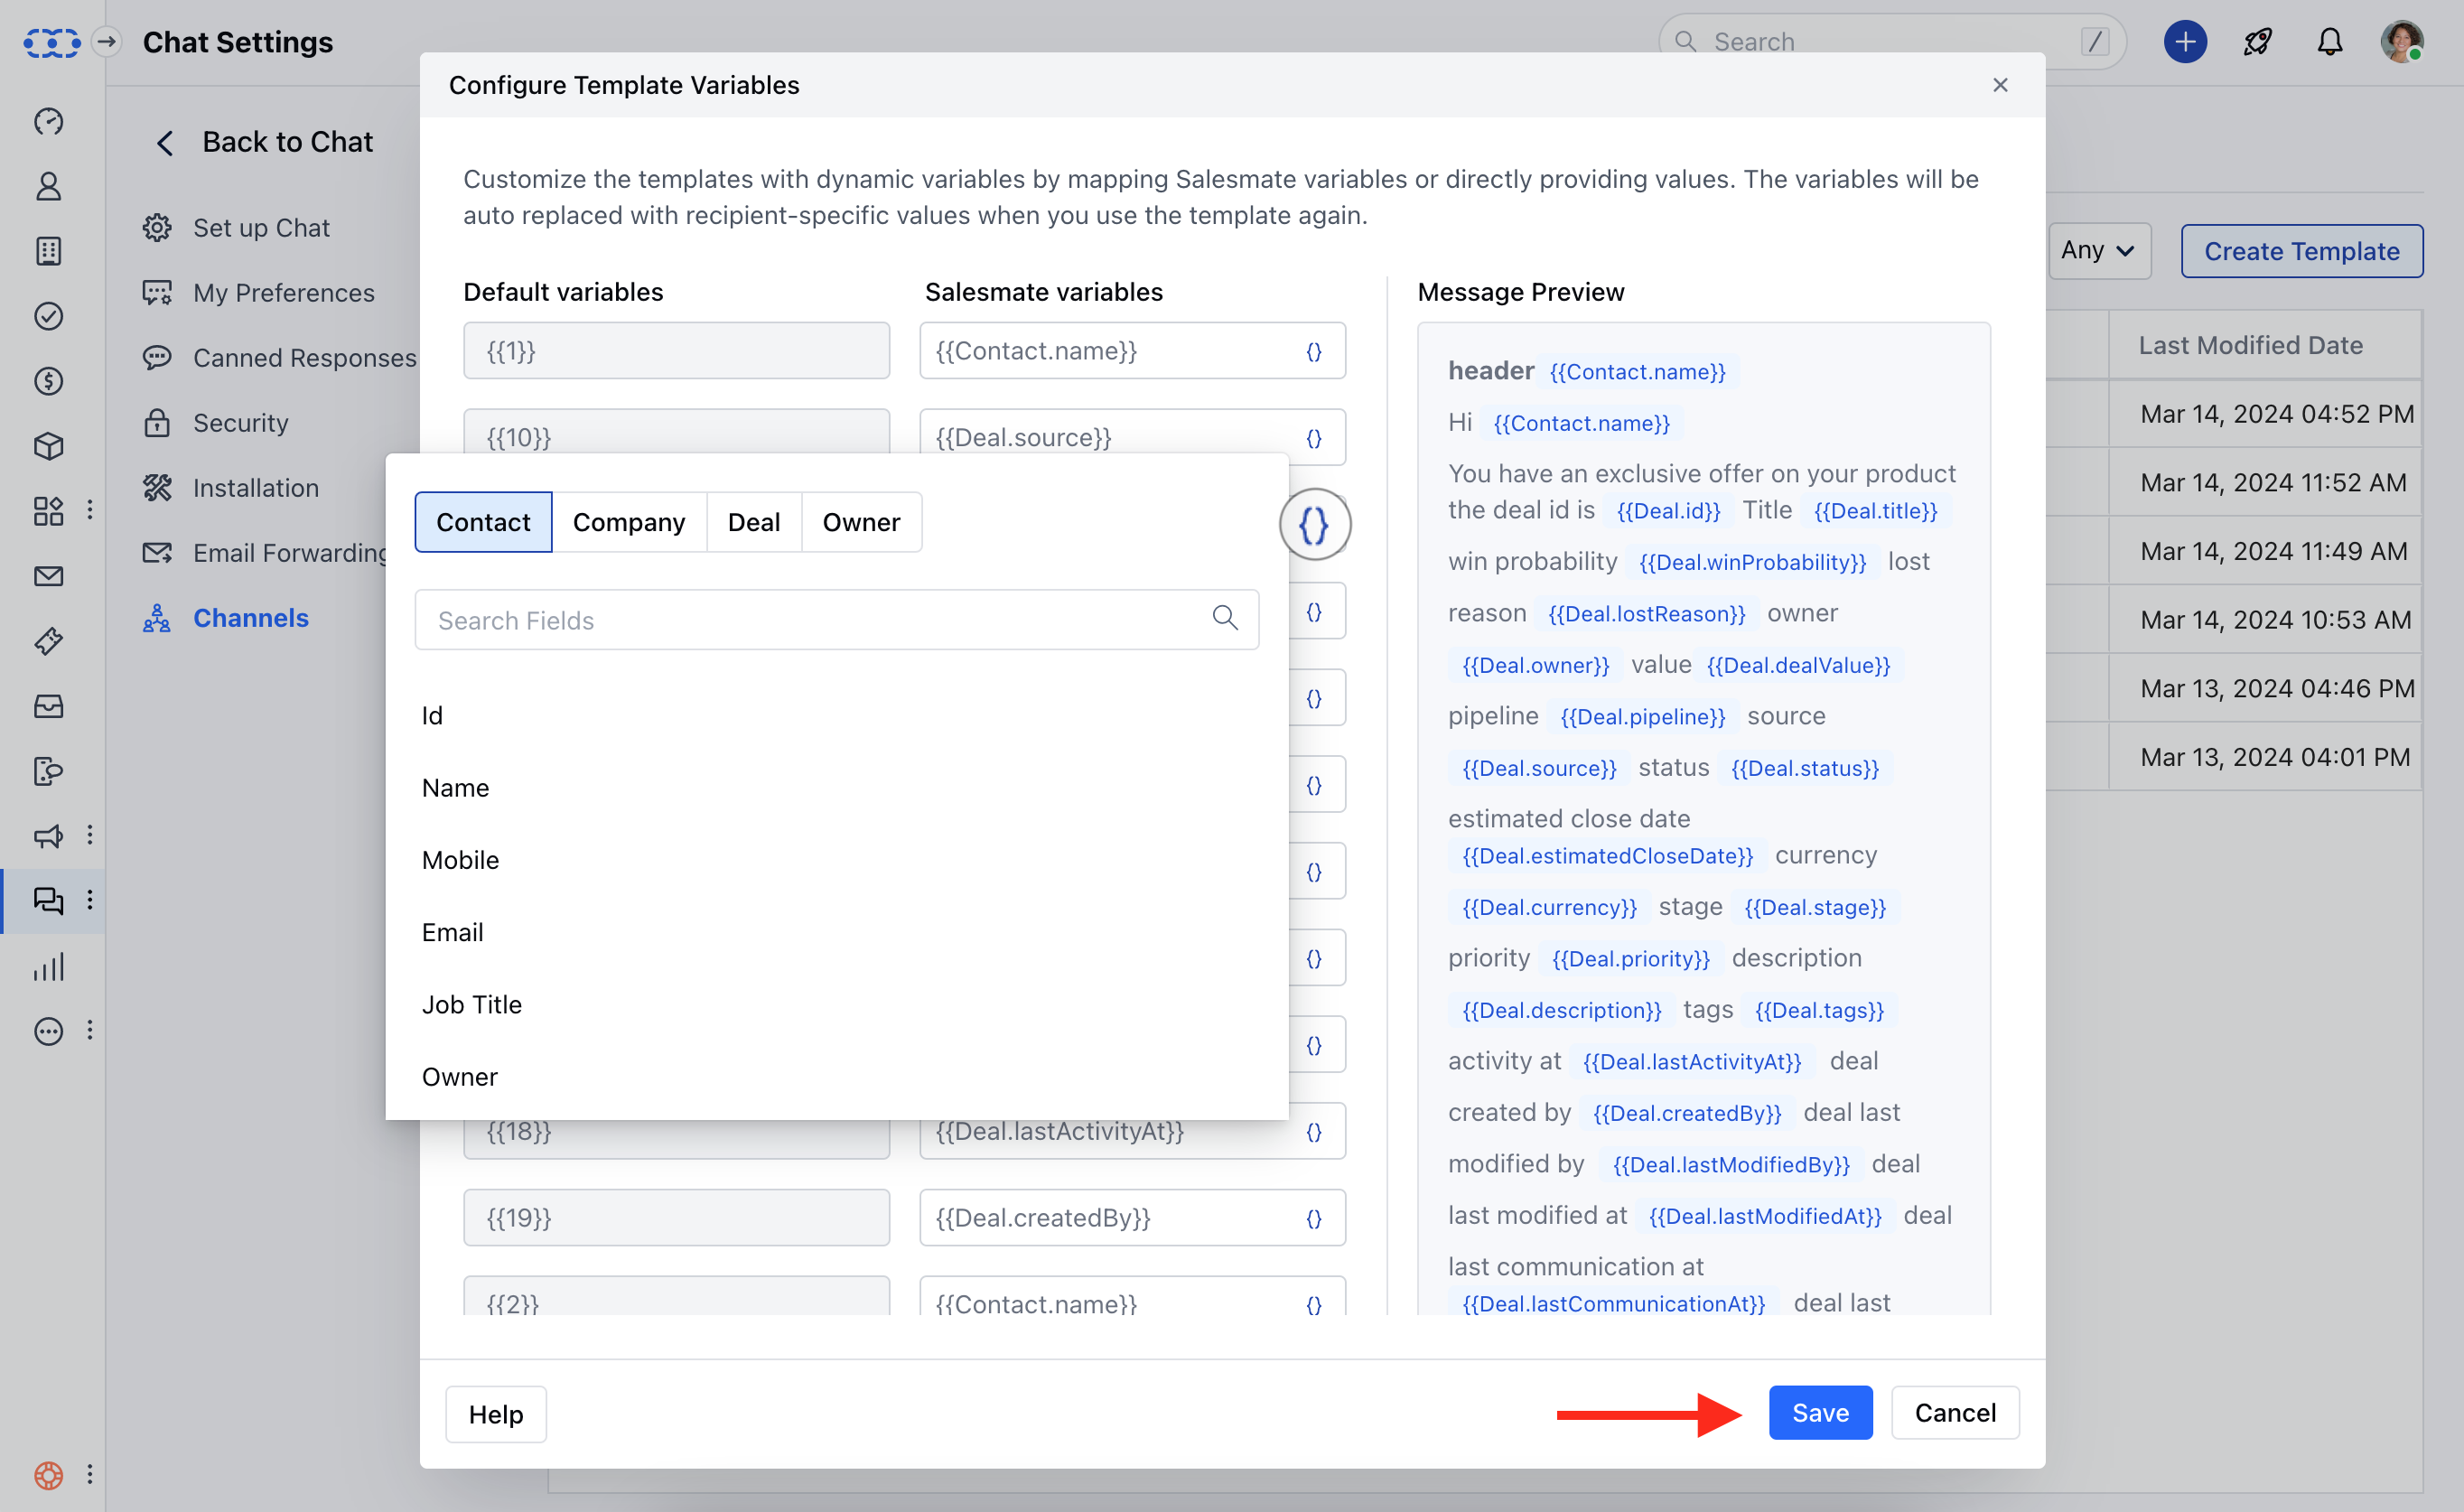 Chat Settings
Search /
Back to Chat
Set up Chat
My Preferences
Canned Responses
Security
Installation
Email Forwarding
Channels
Configure Template Variables
Customize the templates with dynamic variables by mapping Salesmate variables or directly providing values. The variables will be
auto replaced with recipient-specific values when you use the template again.
Default variables Salesmate variables
{{1}} {{Contact.name}} {}
{{10}} {{Deal.source}} {}
Contact Company Deal Owner {}
Search Fields
{}
{}
{}
{}
{}
{}
Id
Name
Mobile
Email
Job Title
Owner
{{18}} {{Deal.lastActivityAt}} {}
{{19}} {{Deal.createdBy}} {}
{{2}} {{Contact.name}} {}
Message Preview
header {{Contact.name}}
Hi {{Contact.name}}
You have an exclusive offer on your product
the deal id is {{Deal.id}} Title {{Deal.title}}
win probability {{Deal.winProbability}} lost
reason {{Deal.lostReason}} owner
{{Deal.owner}} value {{Deal.dealValue}}
pipeline {{Deal.pipeline}} source
{{Deal.source}} status {{Deal.status}}
estimated close date
{{Deal.estimatedCloseDate}} currency
{{Deal.currency}} stage {{Deal.stage}}
priority {{Deal.priority}} description
{{Deal.description}} tags {{Deal.tags}}
activity at {{Deal.lastActivityAt}} deal
created by {{Deal.createdBy}} deal last
modified by {{Deal.lastModifiedBy}} deal
last modified at {{Deal.lastModifiedAt}} deal
last communication at
{{Deal.lastCommunicationAt}} deal last
Help
Save Cancel
Any Create Template
Last Modified Date
Mar 14, 2024 04:52 PM
Mar 14, 2024 11:52 AM
Mar 14, 2024 11:49 AM
Mar 14, 2024 10:53 AM
Mar 13, 2024 04:46 PM
Mar 13, 2024 04:01 PM